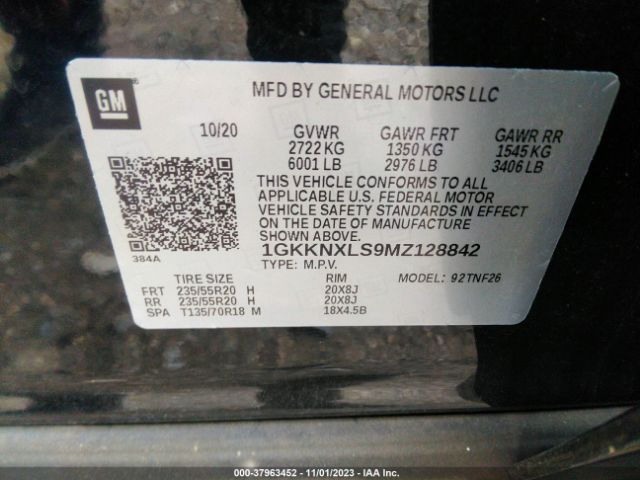 GM
MFD BY GENERAL MOTORS LLC
10/20 GVWR GAWR FRT GAWR RR
2722 KG 1350 KG 1545 KG
6001 LB 2976 LB 3406 LB
THIS VEHICLE CONFORMS TO ALL
APPLICABLE U.S. FEDERAL MOTOR
VEHICLE SAFETY STANDARDS IN EFFECT
ON THE DATE OF MANUFACTURE
SHOWN ABOVE.
384A
1GKKNXLS9MZ128842
TYPE: M.P.V. MODEL: 92TNF26
TIRE SIZE RIM
FRT 235/55R20 H 20X8J
RR 235/55R20 H 20X8J
SPA T135/70R18 M 18X4.5B
000-37963452 - 11/01/2023 - IAA Inc.